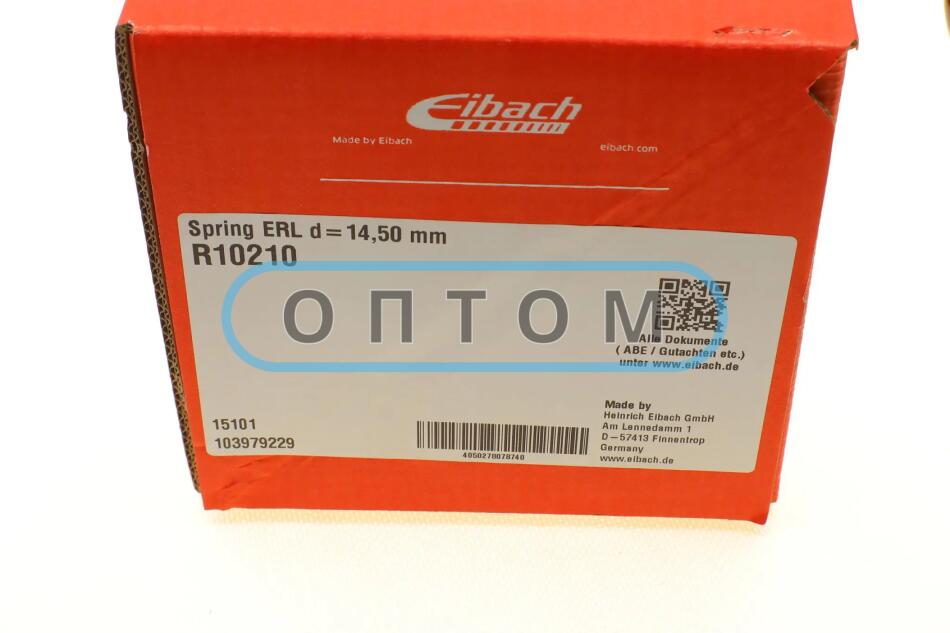 Eibach
Made by Eibach
eibach.com
Spring ERL d=14,50 mm
R10210
ОПТОМ
Alle Dokumente
( ABE / Gutachten etc.)
unter www.eibach.de
15101
103979229
4050278078740
Made by
Heinrich Eibach GmbH
Am Lennedamm 1
D-57413 Finnentrop
Germany
www.eibach.de